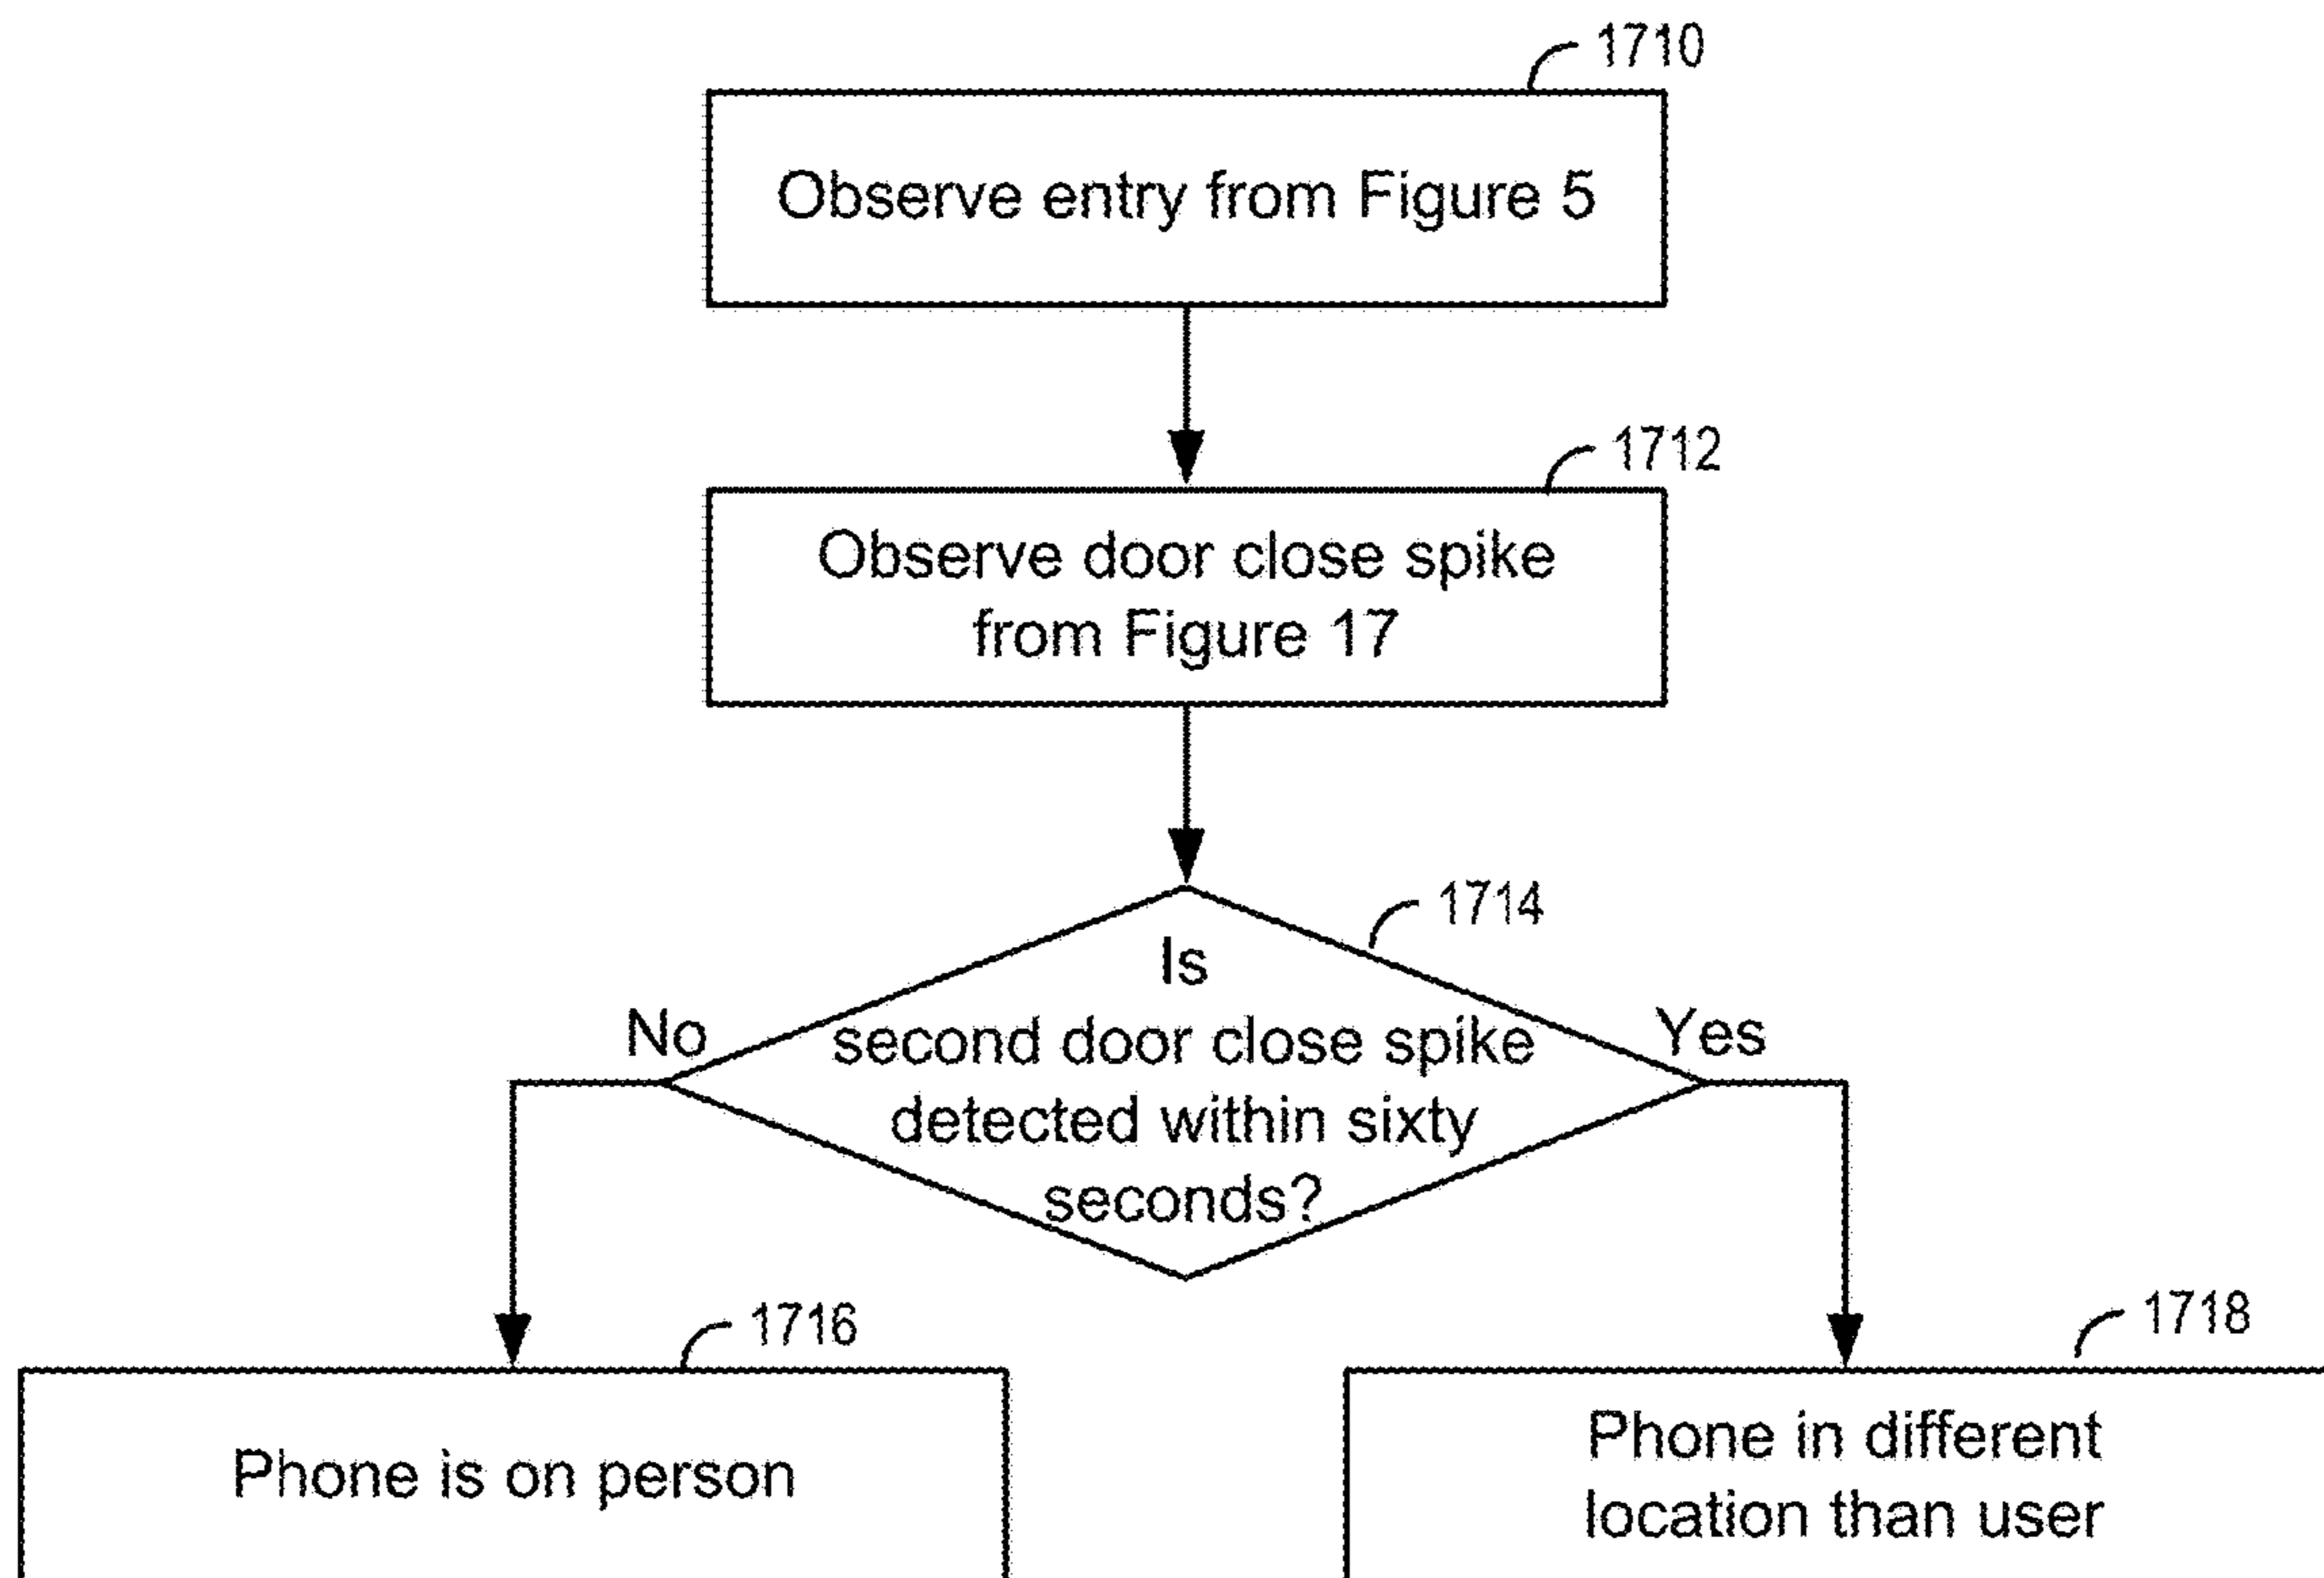 1710
Observe entry from Figure 5
1712
Observe door close spike
from Figure 17
1714
Is
second door close spike
detected within sixty
seconds?
No
Yes
1716
Phone is on person
1718
Phone in different
location than user